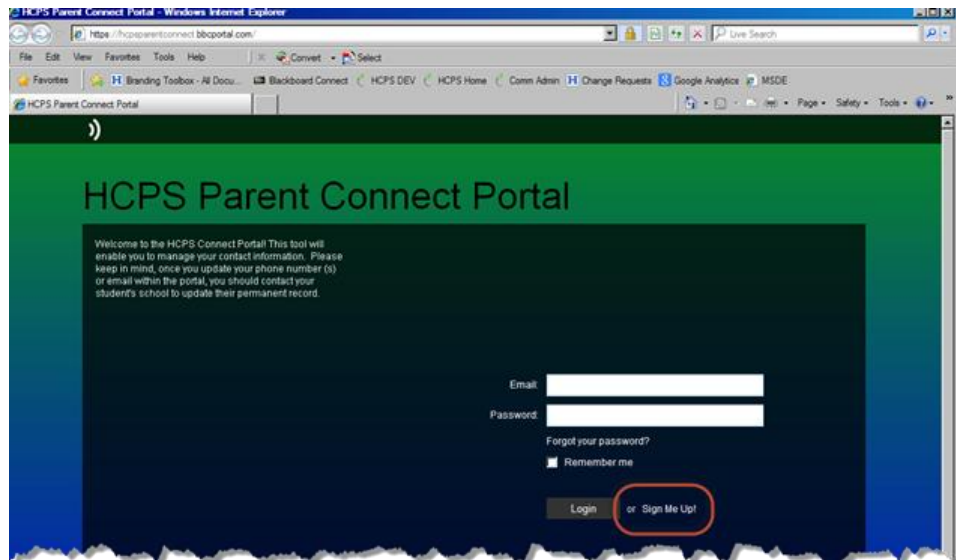 HCPS Parent Connect Portal - Windows Internet Explorer
https://hcpsparentconnect.bbcportal.com/
Live Search
File Edit View Favorites Tools Help
Convert Select
Favorites Branding Toolbox - All Docu... Blackboard Connect HCPS DEV HCPS Home Comm Admin Change Requests Google Analytics MSDE
HCPS Parent Connect Portal
Page Safety Tools
HCPS Parent Connect Portal
Welcome to the HCPS Connect Portal! This tool will
enable you to manage your contact information. Please
keep in mind, once you update your phone number (s)
or email within the portal, you should contact your
student's school to update their permanent record.
Email:
Password:
Forgot your password?
Remember me
Login or Sign Me Up!